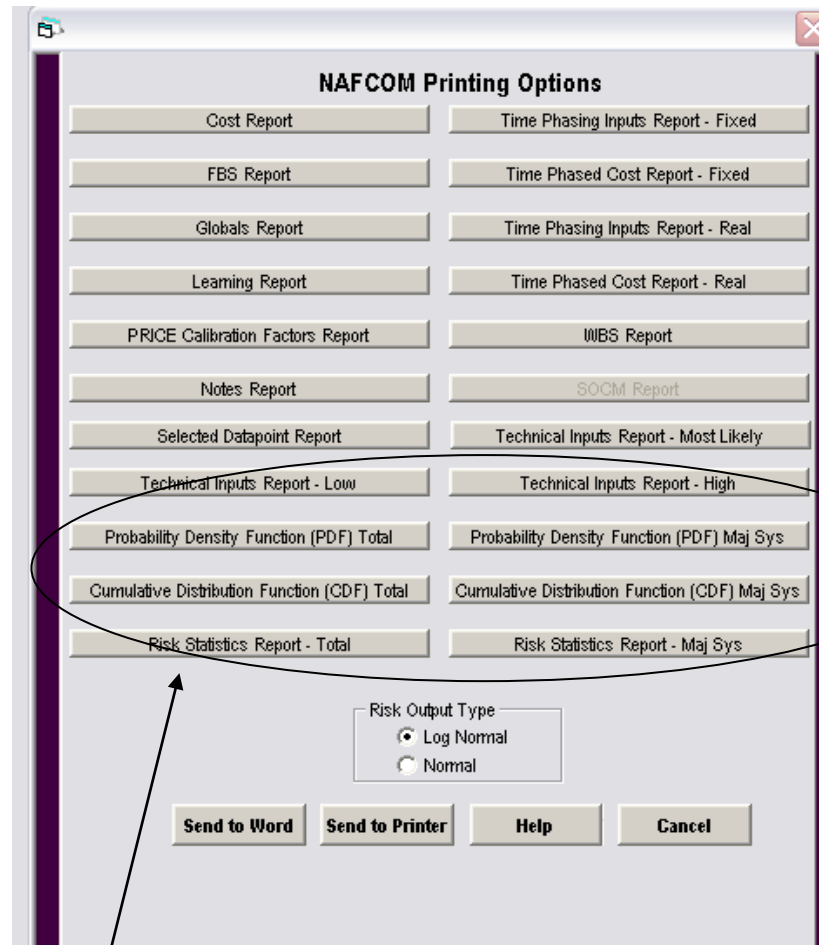 NAFCOM Printing Options
Cost Report
Time Phasing Inputs Report - Fixed
FBS Report
Time Phased Cost Report - Fixed
Globals Report
Time Phasing Inputs Report - Real
Learning Report
Time Phased Cost Report - Real
PRICE Calibration Factors Report
WBS Report
Notes Report
SOCM Report
Selected Datapoint Report
Technical Inputs Report - Most Likely
Technical Inputs Report - Low
Technical Inputs Report - High
Probability Density Function (PDF) Total
Probability Density Function (PDF) Maj Sys
Cumulative Distribution Function (CDF) Total
Cumulative Distribution Function (CDF) Maj Sys
Risk Statistics Report - Total
Risk Statistics Report - Maj Sys
Risk Output Type
Log Normal
Normal
Send to Word
Send to Printer
Help
Cancel